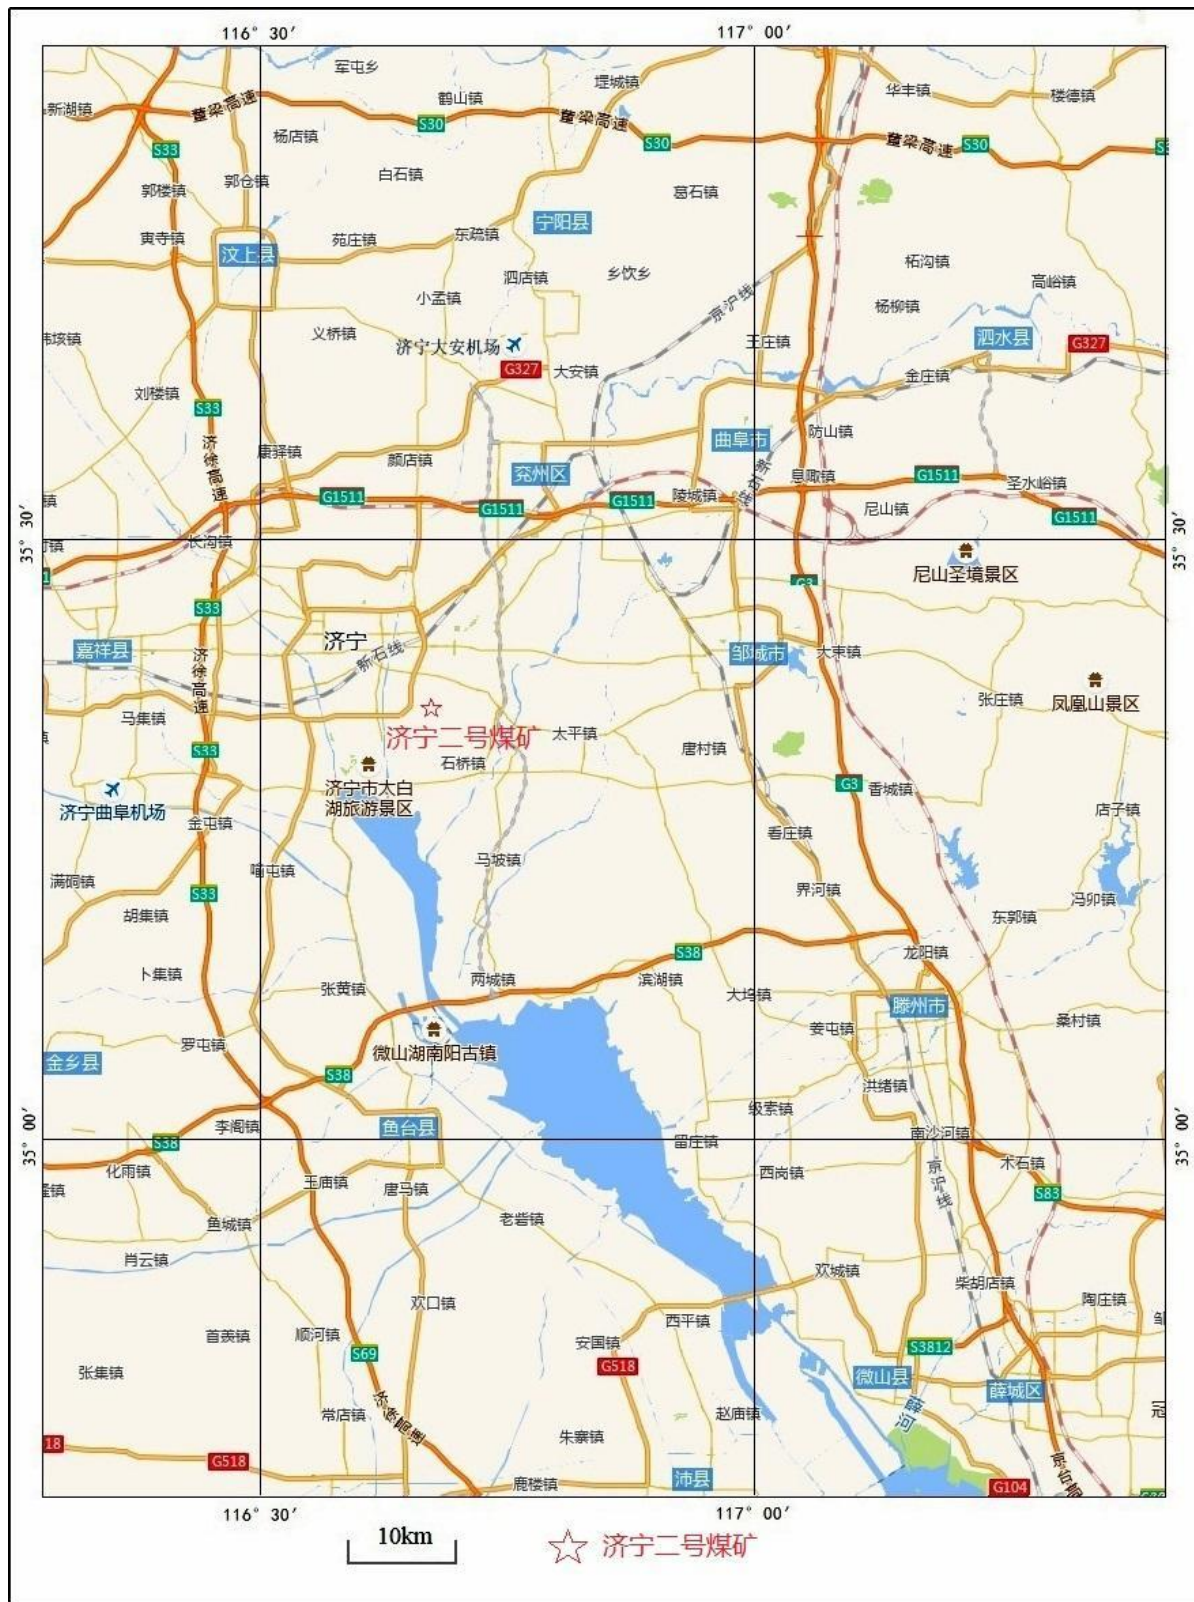 116° 30′
117° 00′
军屯乡
堽城镇
华丰镇
楼德镇
新湖镇
董梁高速
鹤山镇
董梁高速
S30
S33
杨店镇
S30
董梁高速
S30
郭楼镇
郭仓镇
白石镇
葛石镇
寅寺镇
汶上县
苑庄镇
东疏镇
宁阳县
泗店镇
乡饮乡
柘沟镇
高峪镇
小孟镇
京沪线
杨柳镇
义桥镇
济宁大安机场
王庄镇
泗水县
G327
G327
大安镇
金庄镇
刘楼镇
S33
济徐高速
康驿镇
颜店镇
兖州区
曲阜市
防山镇
息陬镇
G1511
圣水峪镇
G1511
G1511
G1511
陵城镇
尼山镇
G1511
35° 30′
35° 30′
长沟镇
尼山圣境景区
G3
S33
嘉祥县
济宁
新石线
邹城市
大束镇
济徐高速
张庄镇
凤凰山景区
马集镇
济宁二号煤矿
太平镇
唐村镇
S33
石桥镇
济宁市太白
湖旅游景区
G3
香城镇
济宁曲阜机场
金屯镇
店子镇
看庄镇
喻屯镇
马坡镇
满硐镇
S33
界河镇
冯卯镇
胡集镇
东郭镇
卜集镇
张黄镇
两城镇
滨湖镇
S38
龙阳镇
大坞镇
滕州市
桑村镇
姜屯镇
罗屯镇
微山湖南阳古镇
金乡县
S38
洪绪镇
级索镇
李阁镇
鱼台县
南沙河镇
35° 00′
35° 00′
S38
留庄镇
化雨镇
王庙镇
唐马镇
西岗镇
京沪线
木石镇
S83
鱼城镇
老砦镇
肖云镇
欢城镇
柴胡店镇
欢口镇
陶庄镇
首羡镇
顺河镇
安国镇
西平镇
S69
G518
S3812
张集镇
微山县
薛城区
济徐高速
常店镇
赵庙镇
朱寨镇
18
G518
鹿楼镇
沛县
G104
116° 30′
117° 00′
10km
济宁二号煤矿